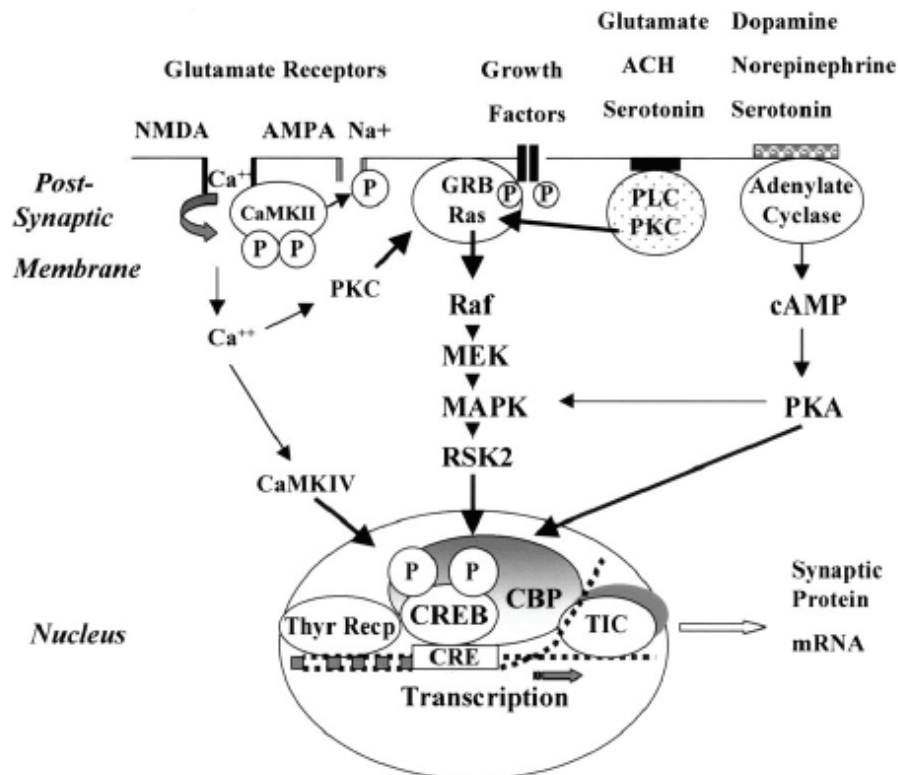 Glutamate Dopamine
Glutamate Receptors Growth ACH Norepinephrine
Factors Serotonin Serotonin
NMDA AMPA Na+
Post-
Synaptic
Membrane
Ca++
CaMKII
P
P P
GRB
Ras
P P
PLC
PKC
Adenylate
Cyclase
PKC
Raf
cAMP
Ca++
MEK
MAPK
PKA
RSK2
CaMKIV
Nucleus
P P
CREB
CBP
Thyr Recp
TIC
CRE
Transcription
Synaptic
Protein
mRNA